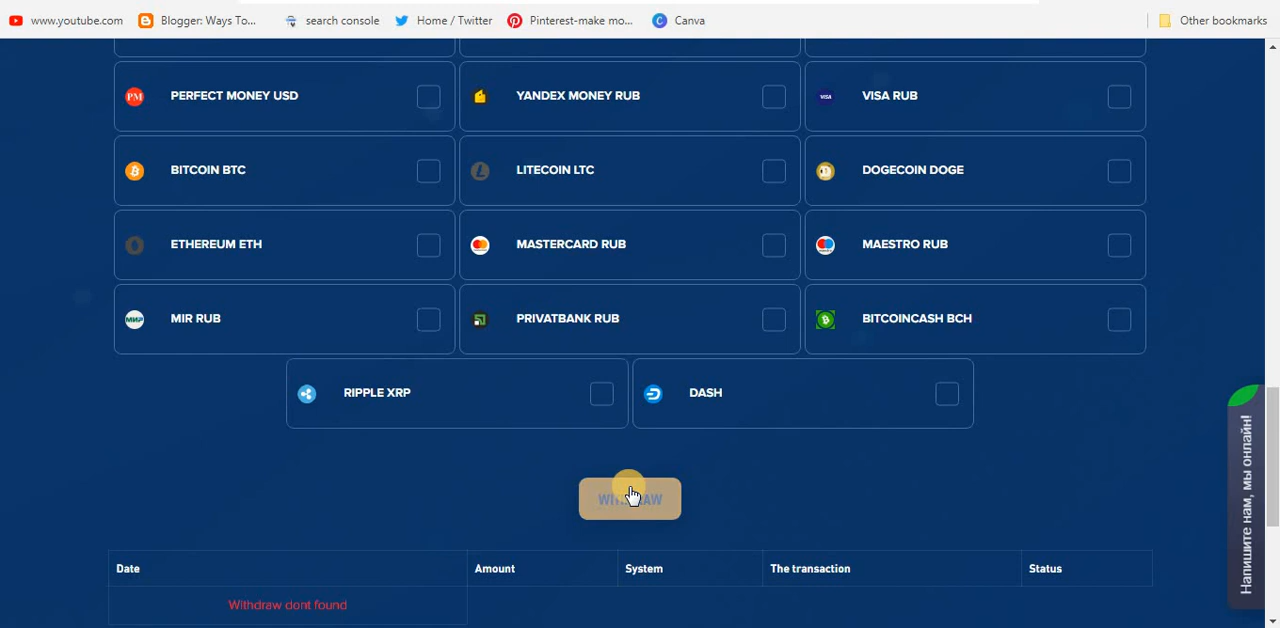 www.youtube.com Blogger: Ways To... search console Home / Twitter Pinterest-make mo... Canva Other bookmarks
PERFECT MONEY USD YANDEX MONEY RUB VISA RUB
BITCOIN BTC LITECOIN LTC DOGECOIN DOGE
ETHEREUM ETH MASTERCARD RUB MAESTRO RUB
MIR RUB PRIVATBANK RUB BITCOINCASH BCH
RIPPLE XRP DASH
WITHDRAW
Напишите нам, мы онлайн!
Date Amount System The transaction Status
Withdraw dont found